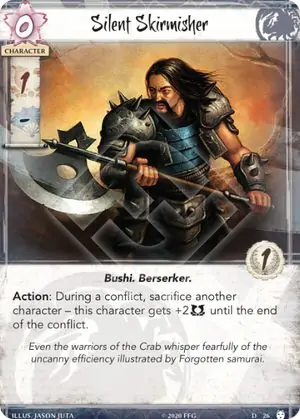 Silent Skirmisher
0
CHARACTER
1
-
1
Bushi. Berserker.
Action: During a conflict, sacrifice another
character – this character gets +2 until the end
of the conflict.
Even the warriors of the Crab whisper fearfully of the
uncanny efficiency illustrated by Forgotten samurai.
ILLUS. JASON JUTA
© 2020 FFG
D 26